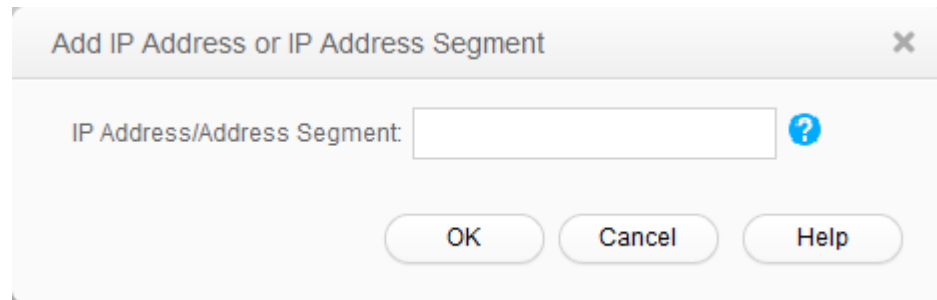 Add IP Address or IP Address Segment
IP Address/Address Segment:
OK Cancel Help